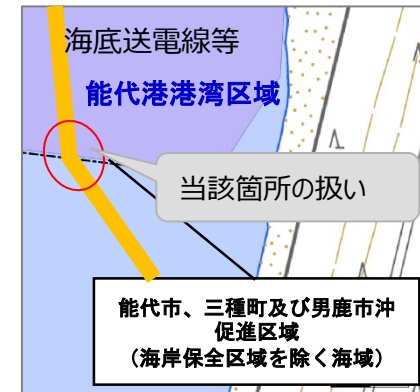 海底送電線等
能代港港湾区域
当該箇所の扱い
能代市、三種町及び男鹿市沖
促進区域
（海岸保全区域を除く海域）